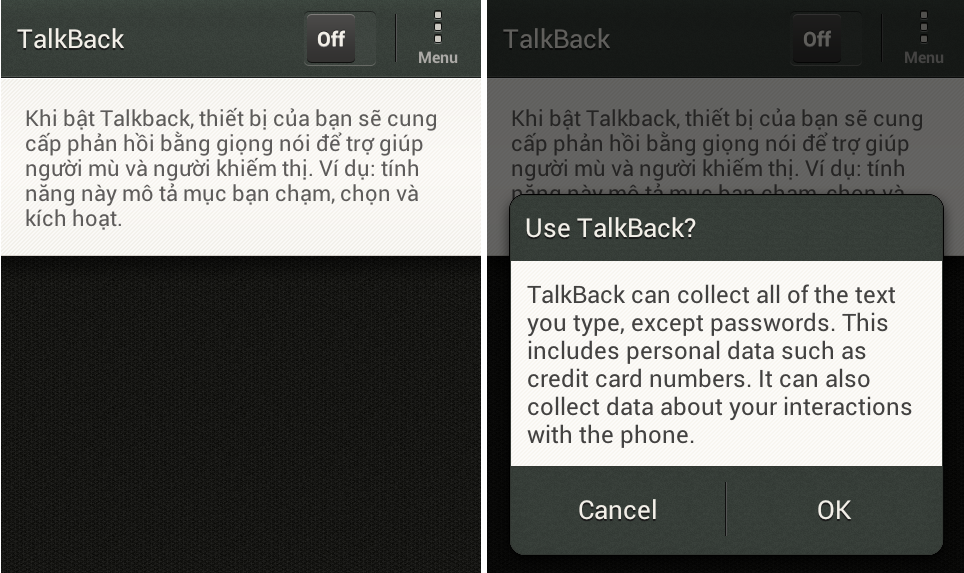 TalkBack
Off
Menu
Khi bật Talkback, thiết bị của bạn sẽ cung
cấp phản hồi bằng giọng nói để trợ giúp
người mù và người khiếm thị. Ví dụ: tính
năng này mô tả mục bạn chạm, chọn và
kích hoạt.
TalkBack
Off
Menu
Khi bật Talkback, thiết bị của bạn sẽ cung
cấp phản hồi bằng giọng nói để trợ giúp
người mù và người khiếm thị. Ví dụ: tính
năng này mô tả mục bạn chạm, chọn và
Use TalkBack?
TalkBack can collect all of the text
you type, except passwords. This
includes personal data such as
credit card numbers. It can also
collect data about your interactions
with the phone.
Cancel
OK